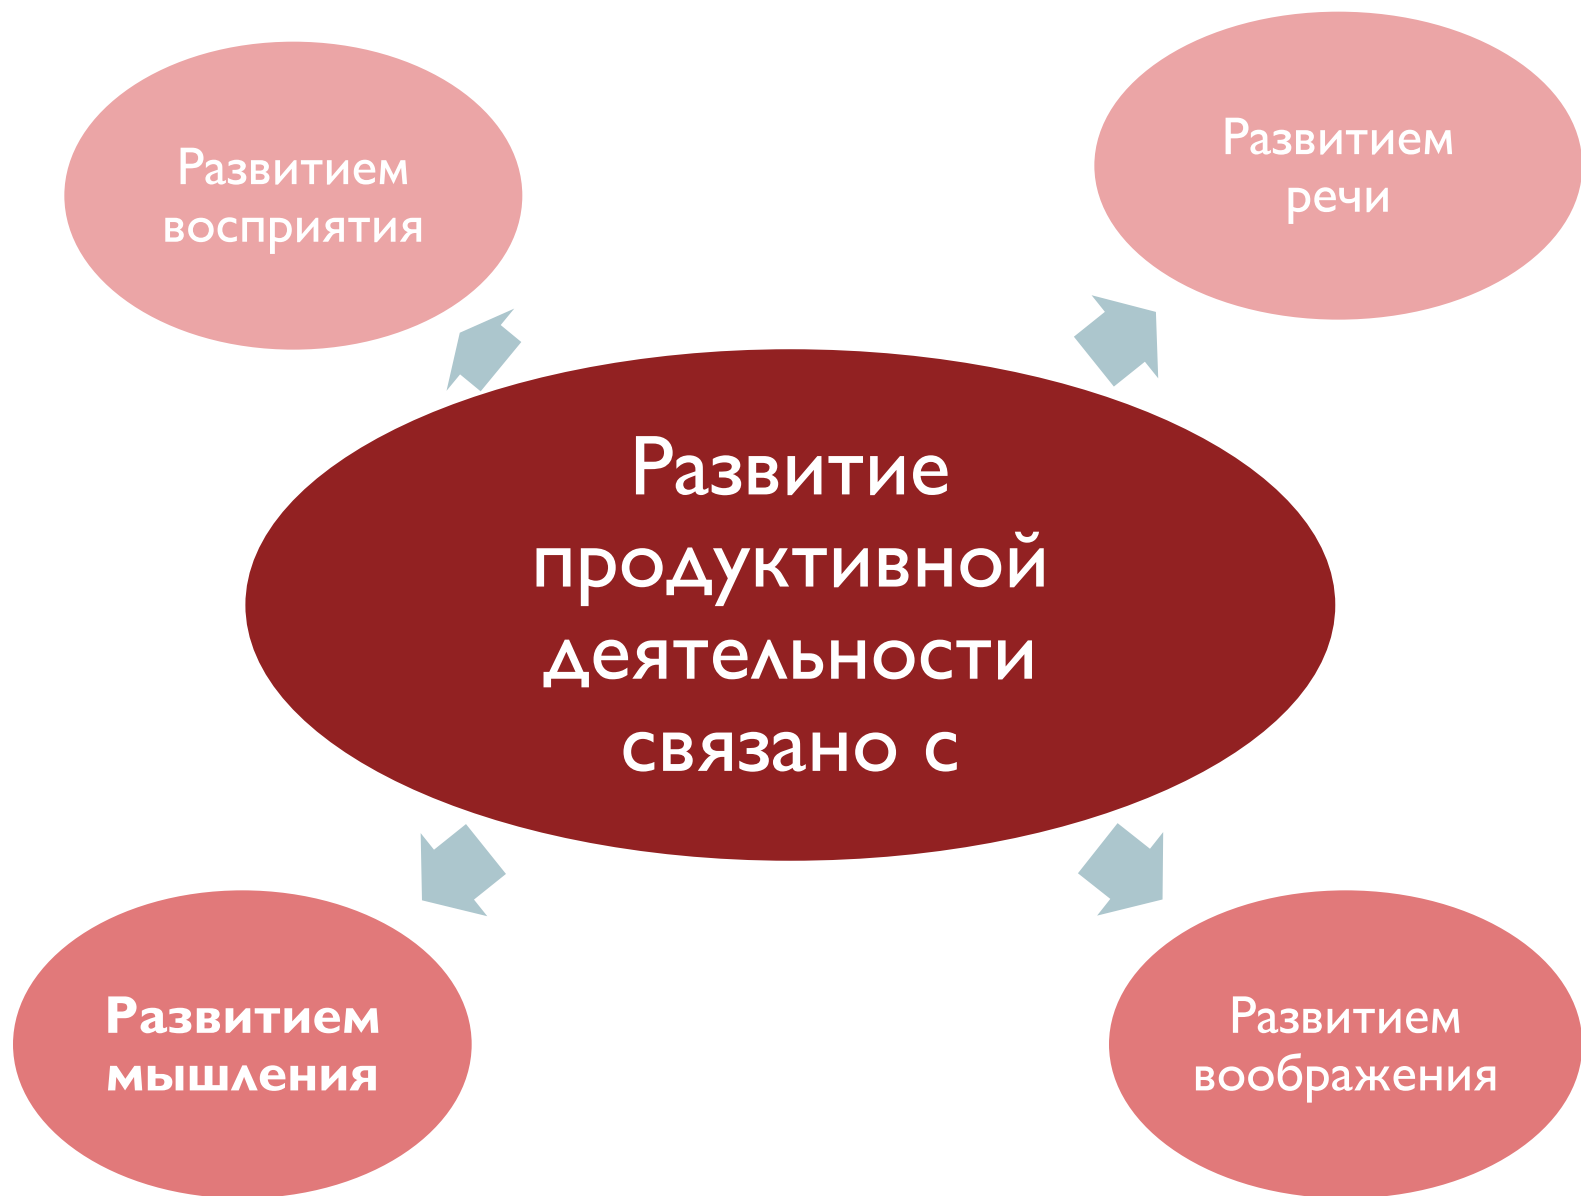 Развитием
восприятия
Развитием
речи
Развитие
продуктивной
деятельности
связано с
Развитием
мышления
Развитием
воображения